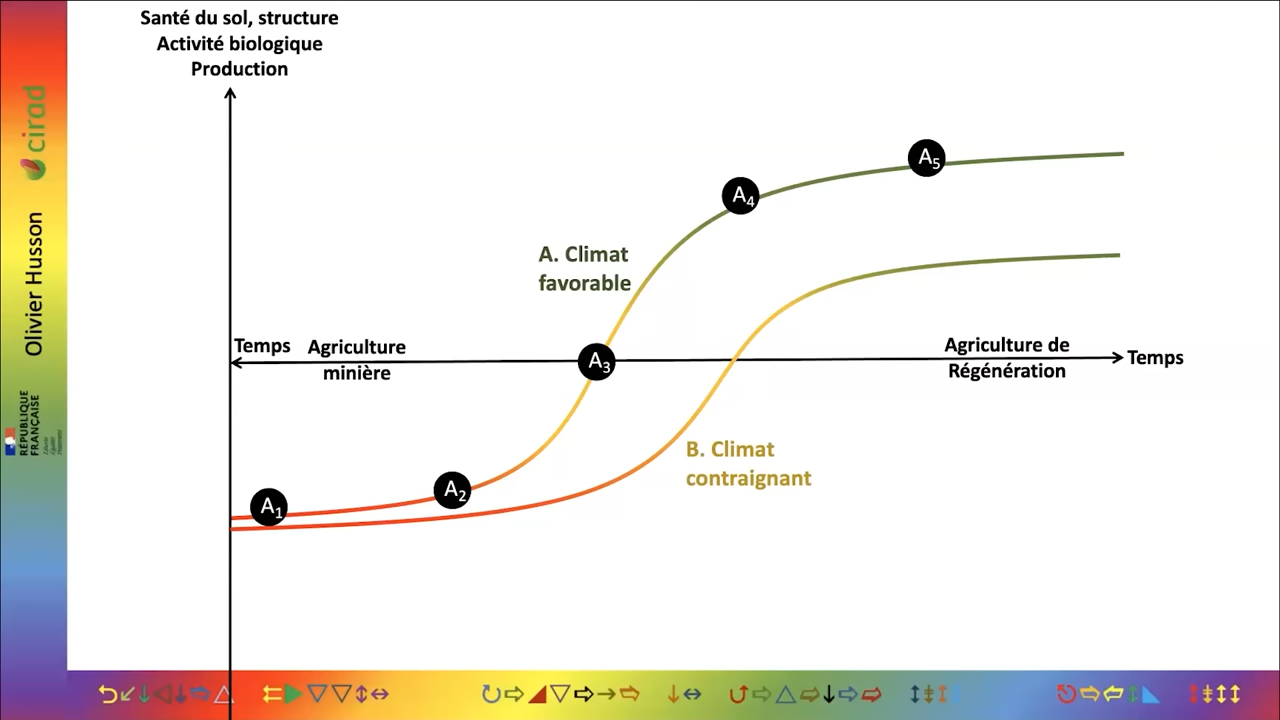 Santé du sol, structure
Activité biologique
Production
cirad
Olivier Husson
RÉPUBLIQUE
FRANÇAISE
A5
A4
A. Climat
favorable
Temps
Agriculture
minière
A3
Agriculture de
Régénération
Temps
B. Climat
contraignant
A2
A1